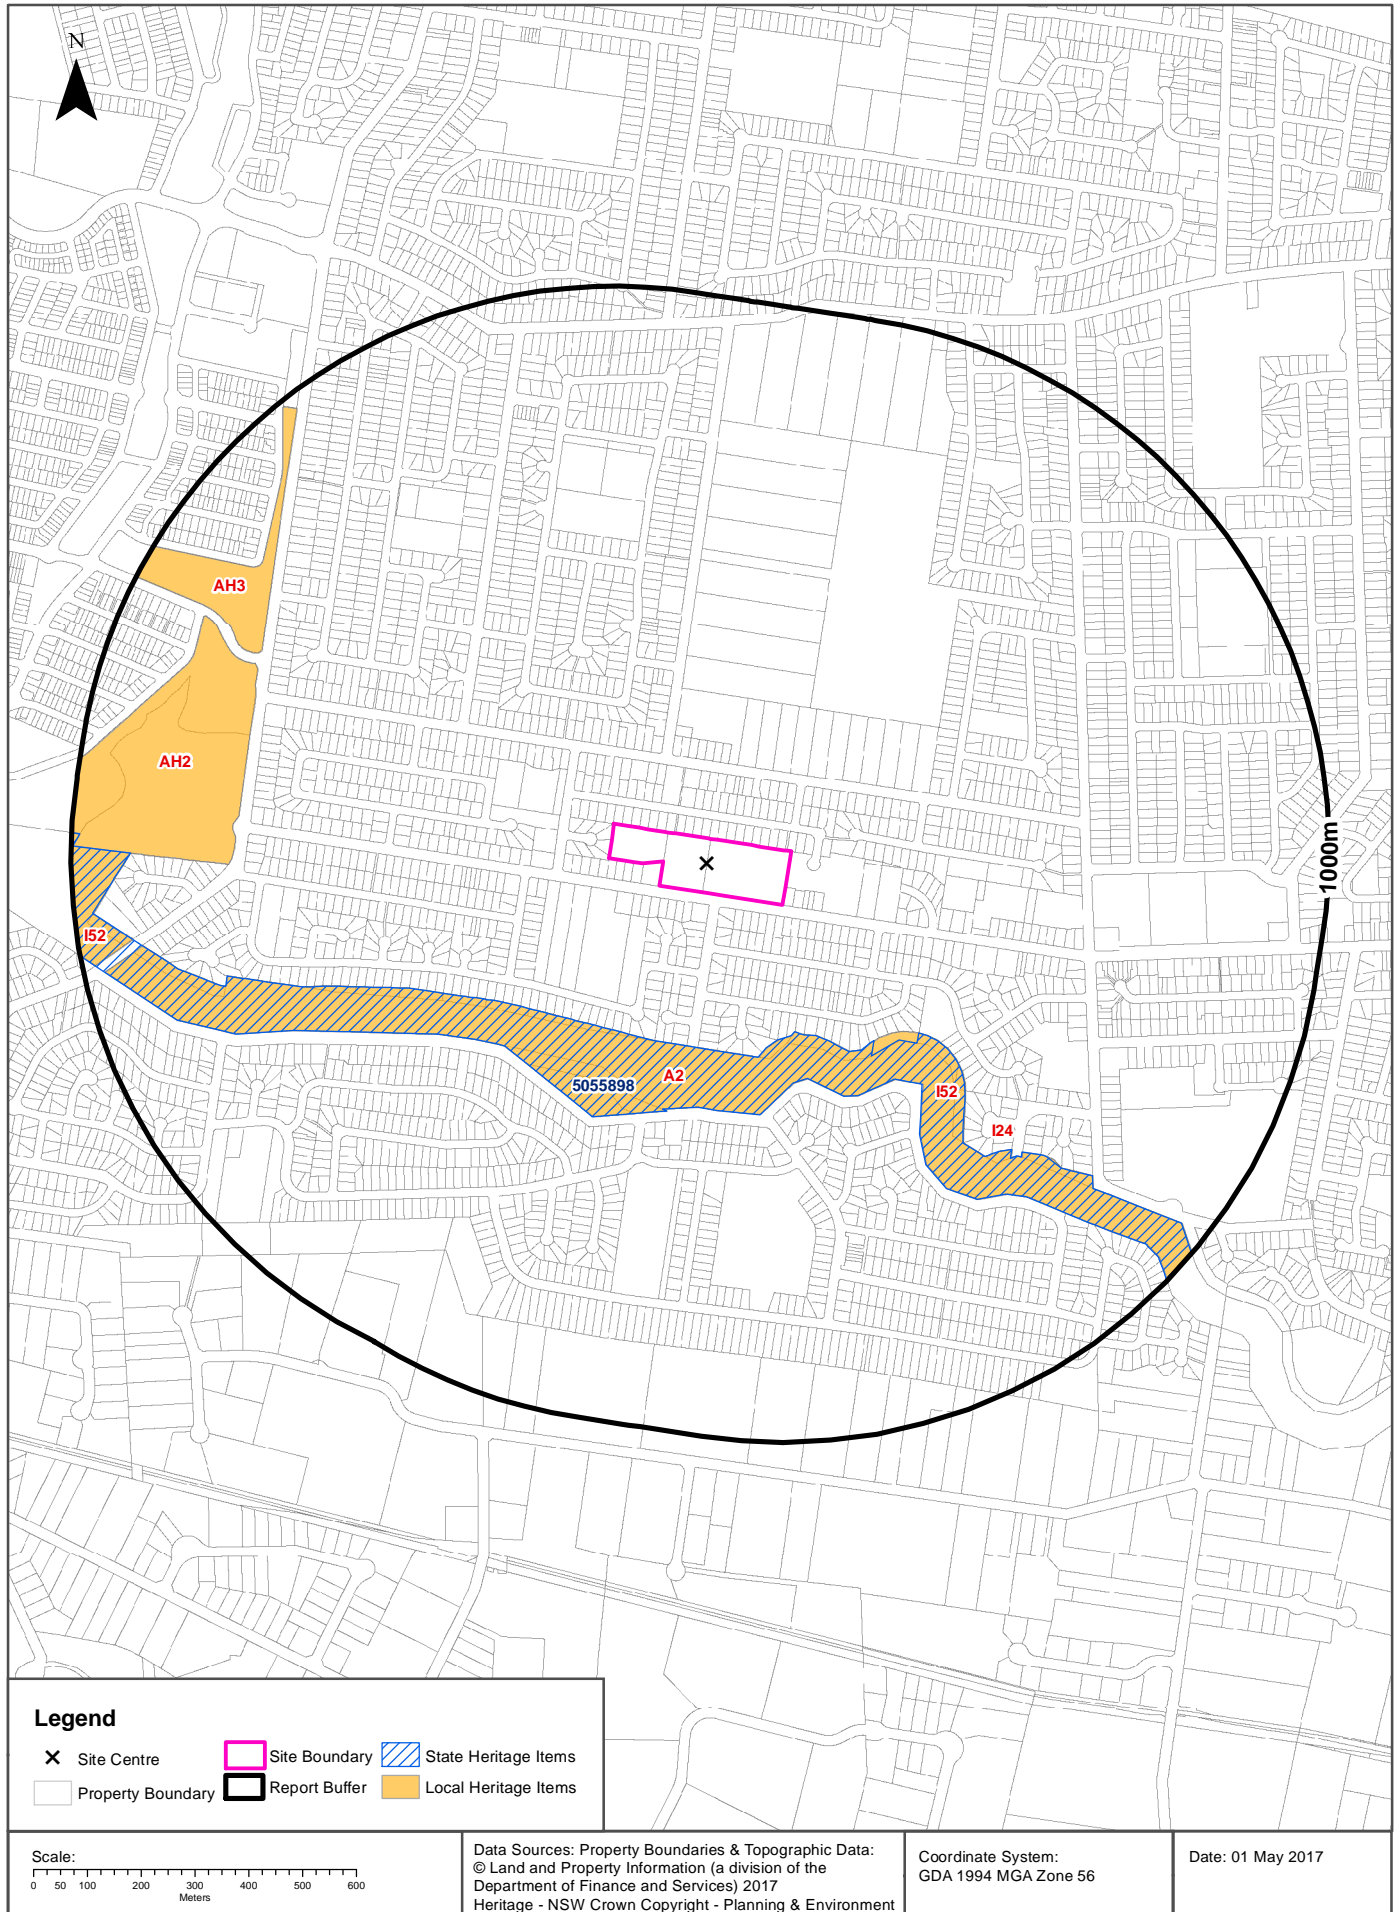 N
AH3
AH2
1000m
I52
5055898
A2
I52
I24
Legend
Site Centre
Site Boundary
State Heritage Items
Property Boundary
Report Buffer
Local Heritage Items
Scale:
0 50 100 200 300 400 500 600
Meters
Data Sources: Property Boundaries & Topographic Data:
© Land and Property Information (a division of the
Department of Finance and Services) 2017
Heritage - NSW Crown Copyright - Planning & Environment
Coordinate System:
GDA 1994 MGA Zone 56
Date: 01 May 2017